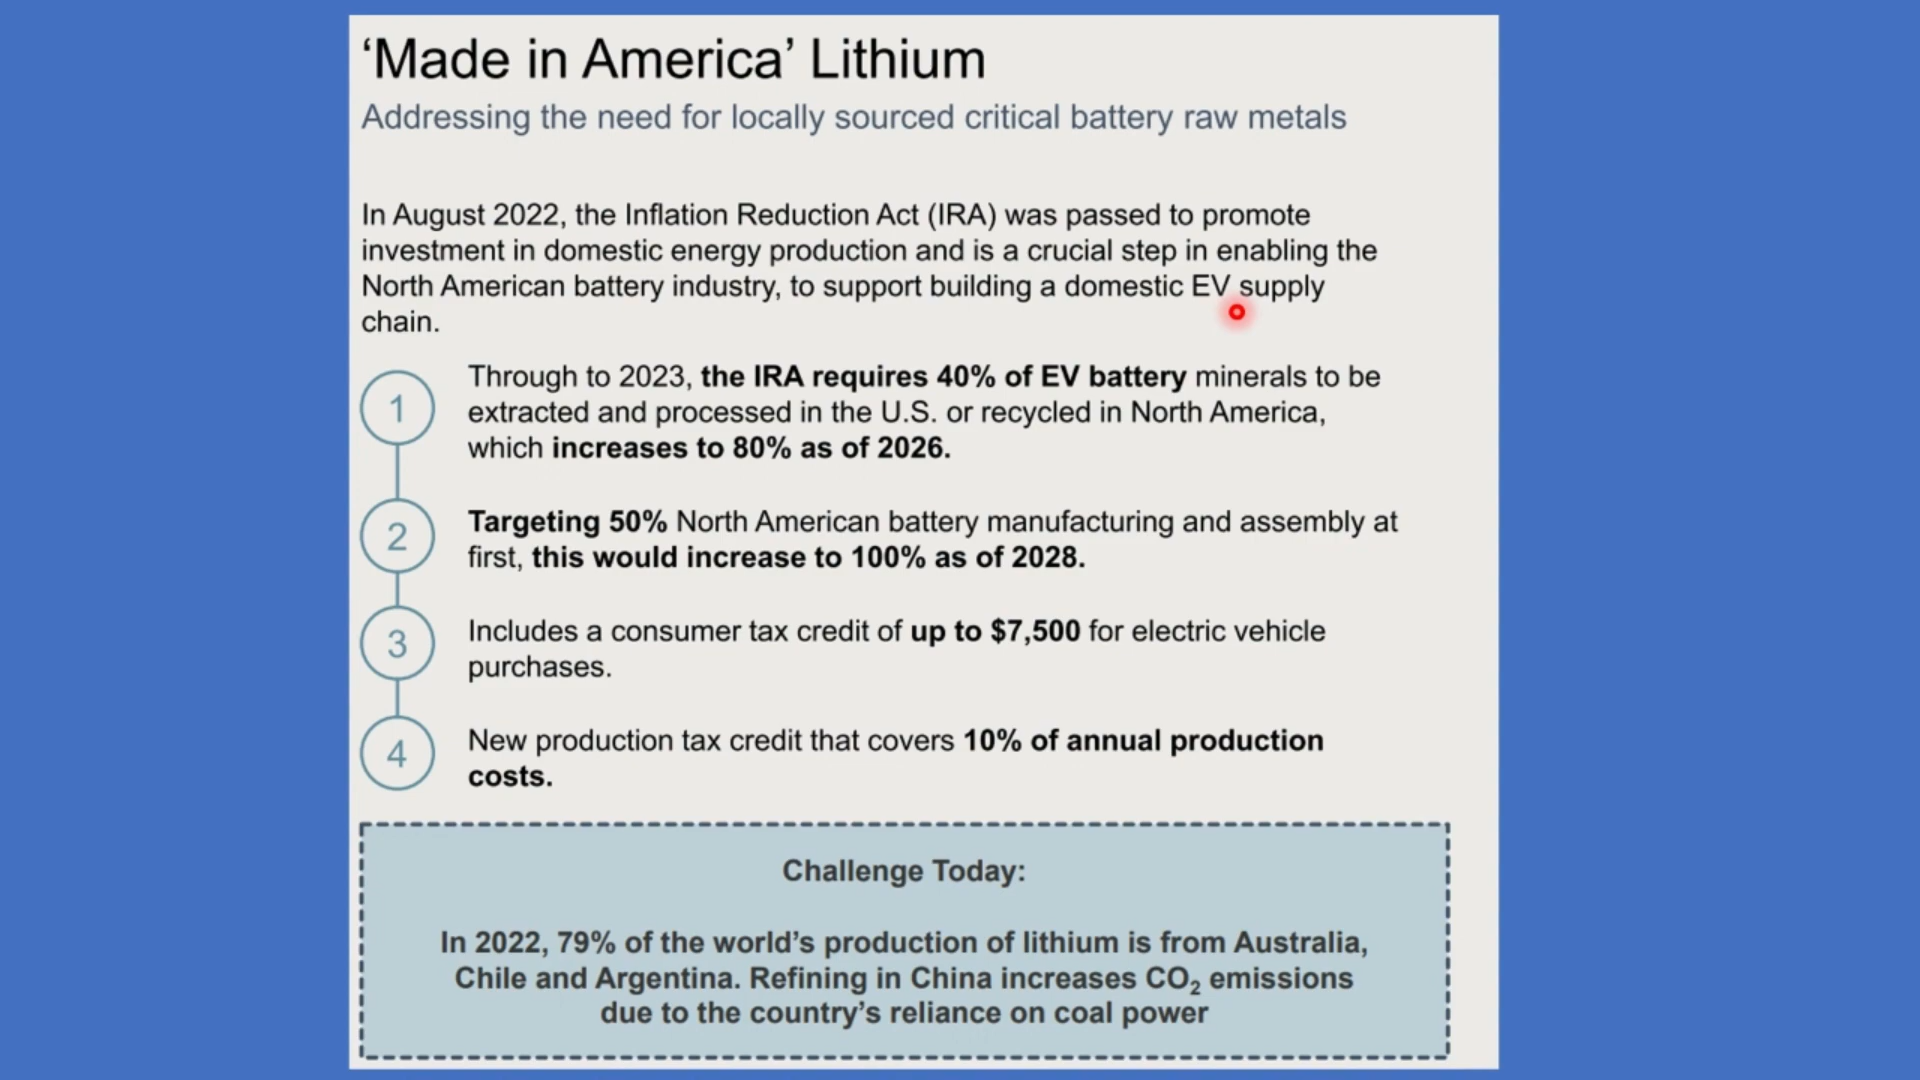 ‘Made in America’ Lithium
Addressing the need for locally sourced critical battery raw metals
In August 2022, the Inflation Reduction Act (IRA) was passed to promote
investment in domestic energy production and is a crucial step in enabling the
North American battery industry, to support building a domestic EV supply
chain.
1
Through to 2023, the IRA requires 40% of EV battery minerals to be
extracted and processed in the U.S. or recycled in North America,
which increases to 80% as of 2026.
2
Targeting 50% North American battery manufacturing and assembly at
first, this would increase to 100% as of 2028.
3
Includes a consumer tax credit of up to $7,500 for electric vehicle
purchases.
4
New production tax credit that covers 10% of annual production
costs.
Challenge Today:
In 2022, 79% of the world’s production of lithium is from Australia,
Chile and Argentina. Refining in China increases CO₂ emissions
due to the country’s reliance on coal power